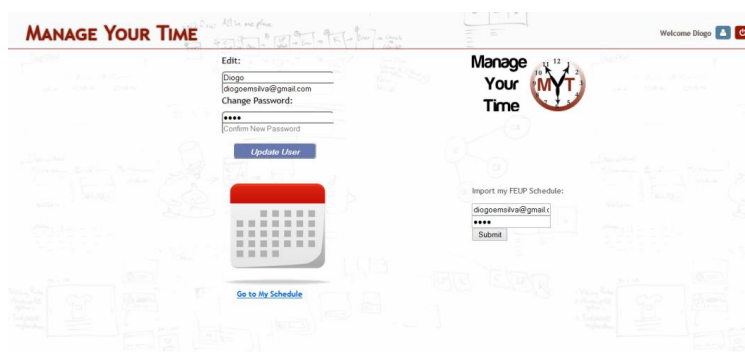 MANAGE YOUR TIME
Welcome Diogo
Edit:
Diogo
diogoemsilva@gmail.com
Change Password:
••••
Confirm New Password
Update User
Go to My Schedule
Manage
Your
Time
MYT
Import my FEUP Schedule:
diogoemsilva@gmail.c
••••
Submit